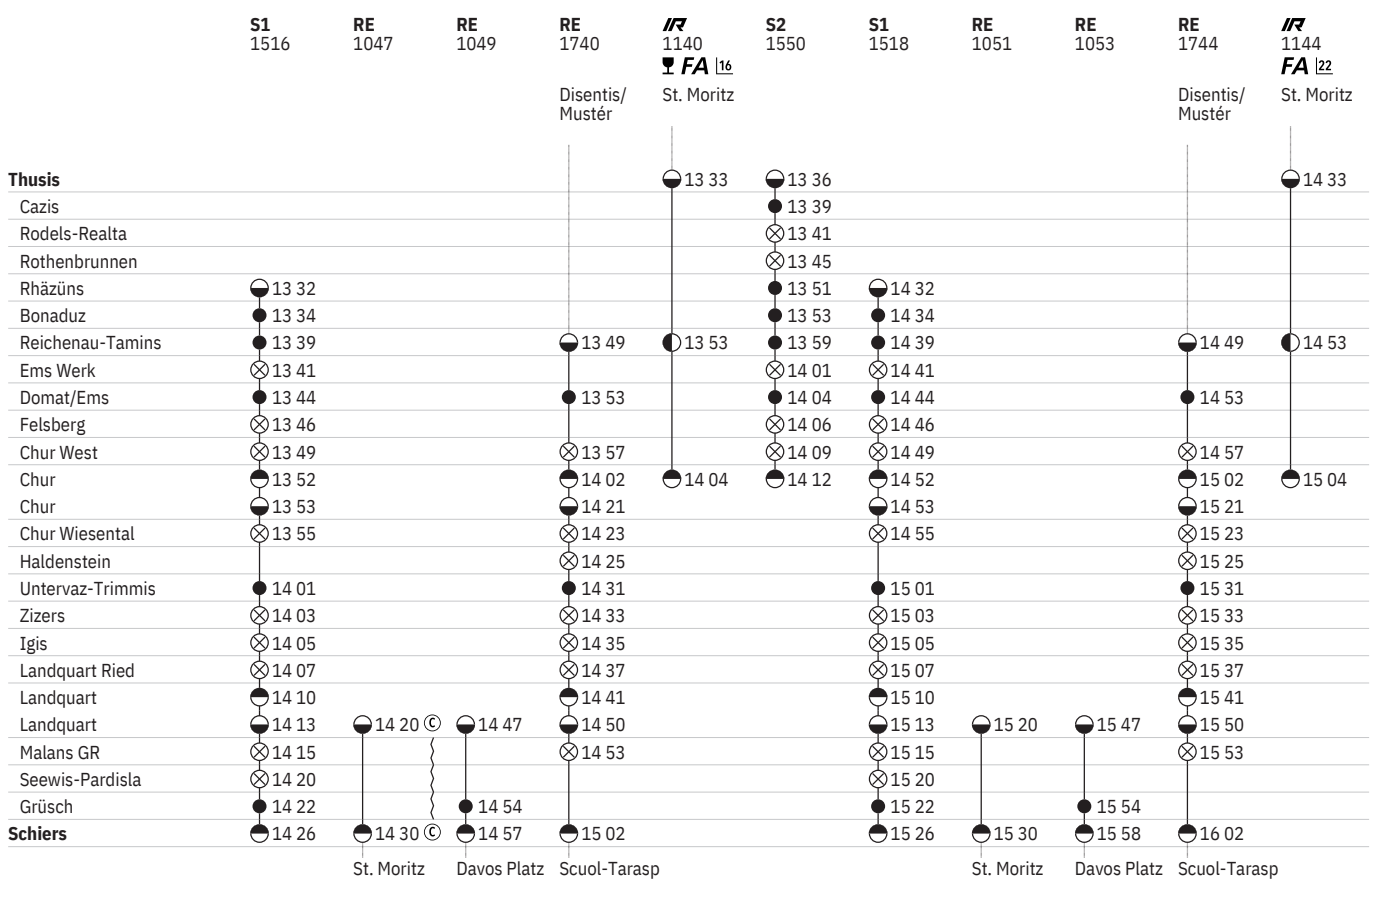 S1 RE RE RE IR S2 S1 RE RE RE IR
1516 1047 1049 1740 1140 1550 1518 1051 1053 1744 1144
FA 16 FA 22
Disentis/ St. Moritz Disentis/ St. Moritz
Mustér Mustér
Thusis 13 33 13 36 14 33
Cazis 13 39
Rodels-Realta 13 41
Rothenbrunnen 13 45
Rhäzüns 13 32 13 51 14 32
Bonaduz 13 34 13 53 14 34
Reichenau-Tamins 13 39 13 49 13 53 13 59 14 39 14 49 14 53
Ems Werk 13 41 14 01 14 41
Domat/Ems 13 44 13 53 14 04 14 44 14 53
Felsberg 13 46 14 06 14 46
Chur West 13 49 13 57 14 09 14 49 14 57
Chur 13 52 14 02 14 04 14 12 14 52 15 02 15 04
Chur 13 53 14 21 14 53 15 21
Chur Wiesental 13 55 14 23 14 55 15 23
Haldenstein 14 25 15 25
Untervaz-Trimmis 14 01 14 31 15 01 15 31
Zizers 14 03 14 33 15 03 15 33
Igis 14 05 14 35 15 05 15 35
Landquart Ried 14 07 14 37 15 07 15 37
Landquart 14 10 14 41 15 10 15 41
Landquart 14 13 14 20 C 14 47 14 50 15 13 15 20 15 47 15 50
Malans GR 14 15 14 53 15 15 15 53
Seewis-Pardisla 14 20 15 20
Grüsch 14 22 14 54 15 22 15 54
Schiers 14 26 14 30 C 14 57 15 02 15 26 15 30 15 58 16 02
St. Moritz Davos Platz Scuol-Tarasp St. Moritz Davos Platz Scuol-Tarasp